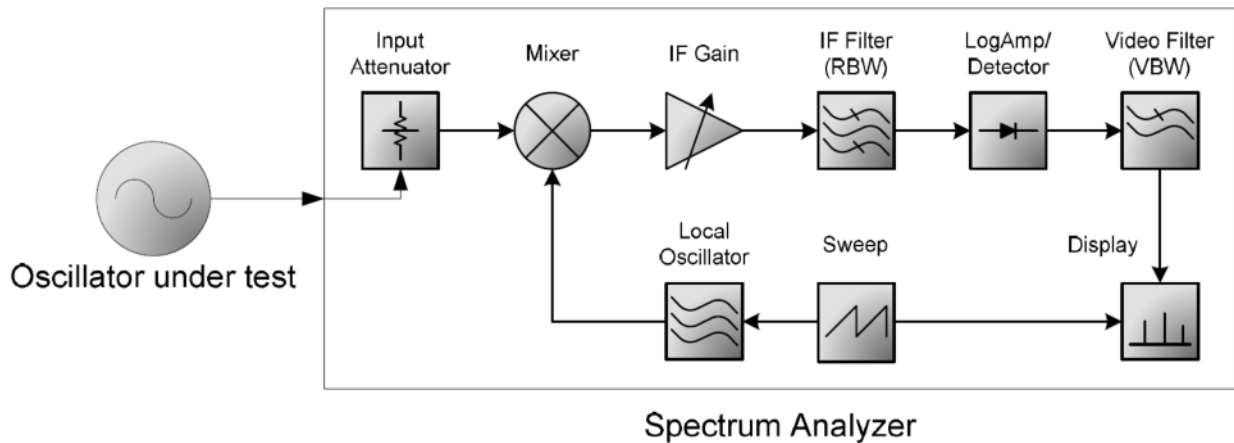 Input
Attenuator
Mixer
IF Gain
IF Filter
(RBW)
LogAmp/
Detector
Video Filter
(VBW)
Oscillator under test
Local
Oscillator
Sweep
Display
Spectrum Analyzer